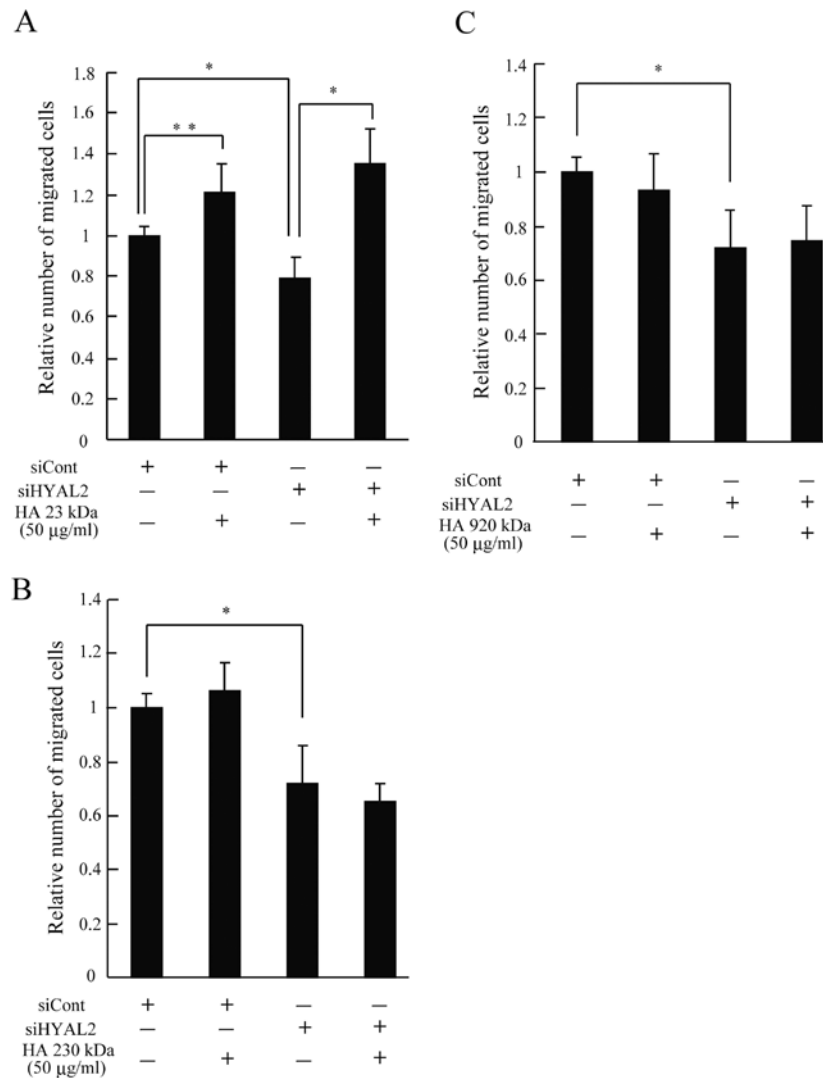 A
Relative number of migrated cells
1.8
1.6
1.4
1.2
1
0.8
0.6
0.4
0.2
0
*
* *
*
siCont + + — —
siHYAL2 — — + +
HA 23 kDa — + — +
(50 µg/ml)
C
Relative number of migrated cells
1.4
1.2
1
0.8
0.6
0.4
0.2
0
*
siCont + + — —
siHYAL2 — — + +
HA 920 kDa — + — +
(50 µg/ml)
B
Relative number of migrated cells
1.4
1.2
1
0.8
0.6
0.4
0.2
0
*
siCont + + — —
siHYAL2 — — + +
HA 230 kDa — + — +
(50 µg/ml)